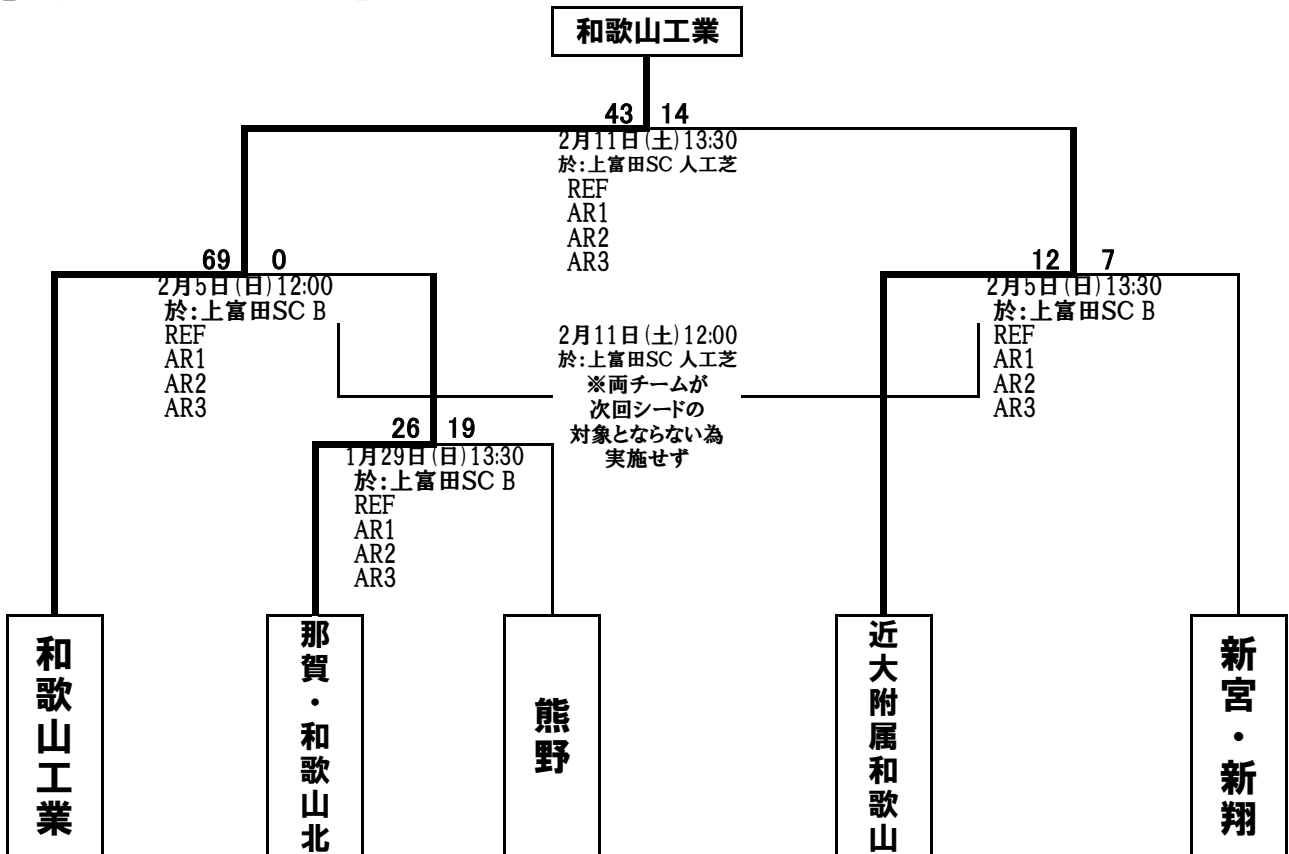 和歌山工業
43 14
2月11日(土)13:30
於:上富田SC 人工芝
REF
AR1
AR2
AR3
69 0
2月5日(日)12:00
於:上富田SC B
REF
AR1
AR2
AR3
12 7
2月5日(日)13:30
於:上富田SC B
REF
AR1
AR2
AR3
2月11日(土)12:00
於:上富田SC 人工芝
※両チームが
次回シードの
対象とならない為
実施せず
26 19
1月29日(日)13:30
於:上富田SC B
REF
AR1
AR2
AR3
和歌山工業
那賀・和歌山北
熊野
近大附属和歌山
新宮・新翔